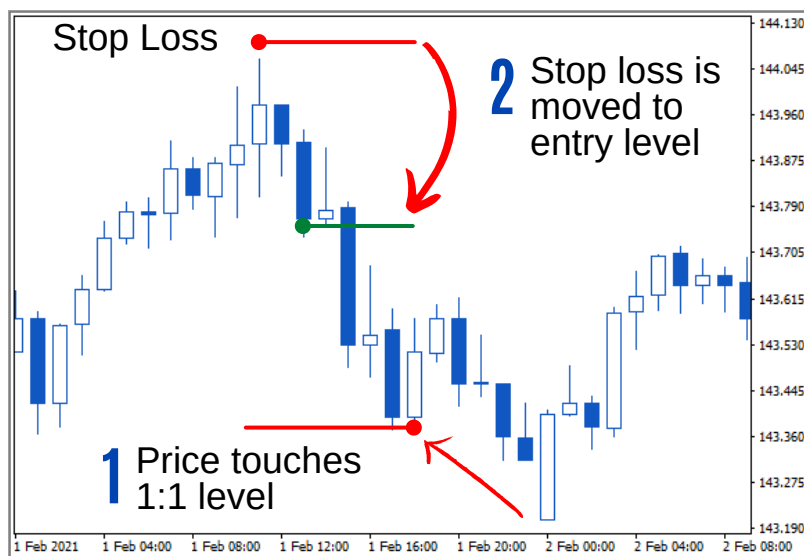 Stop Loss
2 Stop loss is
moved to
entry level
1 Price touches
1:1 level
144.130
144.045
143.960
143.875
143.790
143.705
143.615
143.530
143.445
143.360
143.275
143.190
1 Feb 2021
1 Feb 04:00
1 Feb 08:00
1 Feb 12:00
1 Feb 16:00
1 Feb 20:00
2 Feb 00:00
2 Feb 04:00
2 Feb 08:00